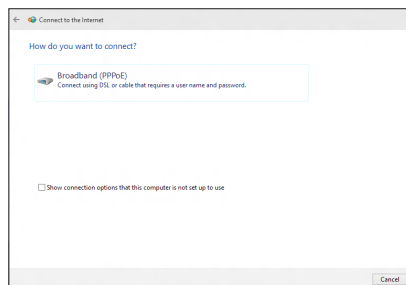 Connect to the Internet
How do you want to connect?
Broadband (PPPoE)
Connect using DSL or cable that requires a user name and password.
Show connection options that this computer is not set up to use
Cancel